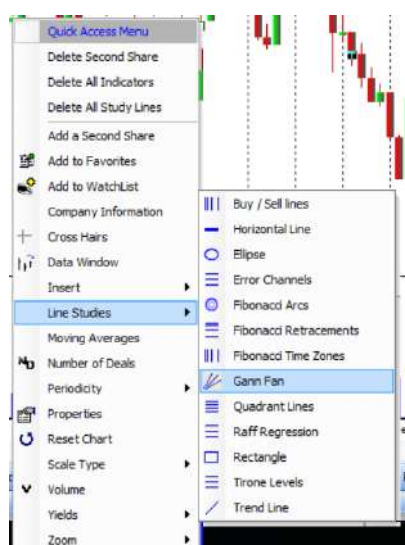 Quick Access Menu
Delete Second Share
Delete All Indicators
Delete All Study Lines
Add a Second Share
Add to Favorites
Add to WatchList
Company Information
Cross Hairs
Data Window
Insert
Line Studies
Moving Averages
Number of Deals
Periodicity
Properties
Reset Chart
Scale Type
Volume
Yields
Zoom
Buy / Sell lines
Horizontal Line
Ellipse
Error Channels
Fibonacci Arcs
Fibonacci Retracements
Fibonacci Time Zones
Gann Fan
Quadrant Lines
Raff Regression
Rectangle
Tirone Levels
Trend Line